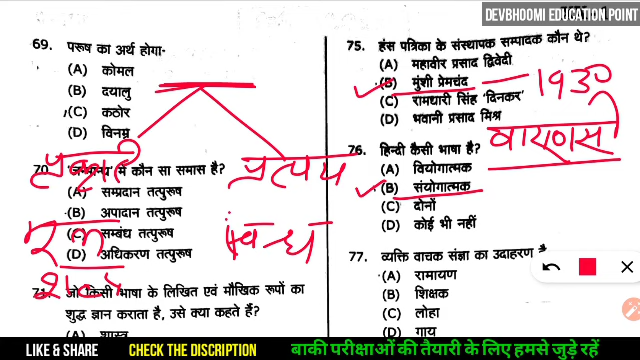 DEVBHOOMI EDUCATION POINT
69. परूष का अर्थ होगा-
(A) कोमल
(B) दयालु
(C) कठोर
(D) विनम्र
में कौन सा समास है?
(A) सम्प्रदान तत्पुरूष
(B) अपादान तत्पुरूष
(C) सम्बंध तत्पुरूष
(D) अधिकरण तत्पुरूष
जो किसी भाषा के लिखित एवं मौखिक रूपों का
शुद्ध ज्ञान कराता है, उसे क्या कहते हैं?
(A) शास्त्र
प्रत्यय
75. हंस पत्रिका के संस्थापक सम्पादक कौन थे?
(A) महावीर प्रसाद द्विवेदी
(B) मुंशी प्रेमचंद 1930
(C) रामधारी सिंह 'दिनकर'
(D) भवानी प्रसाद मिश्र
76. हिन्दी कैसी भाषा है?
(A) वियोगात्मक
(B) संयोगात्मक
(C) दोनों
(D) कोई भी नहीं
77. व्यक्ति वाचक संज्ञा का उदाहरण है
(A) रामायण
(B) शिक्षक
(C) लोहा
(D) गाय
LIKE & SHARE CHECK THE DISCRIPTION बाकी परीक्षाओं की तैयारी के लिए हमसे जुड़े रहें